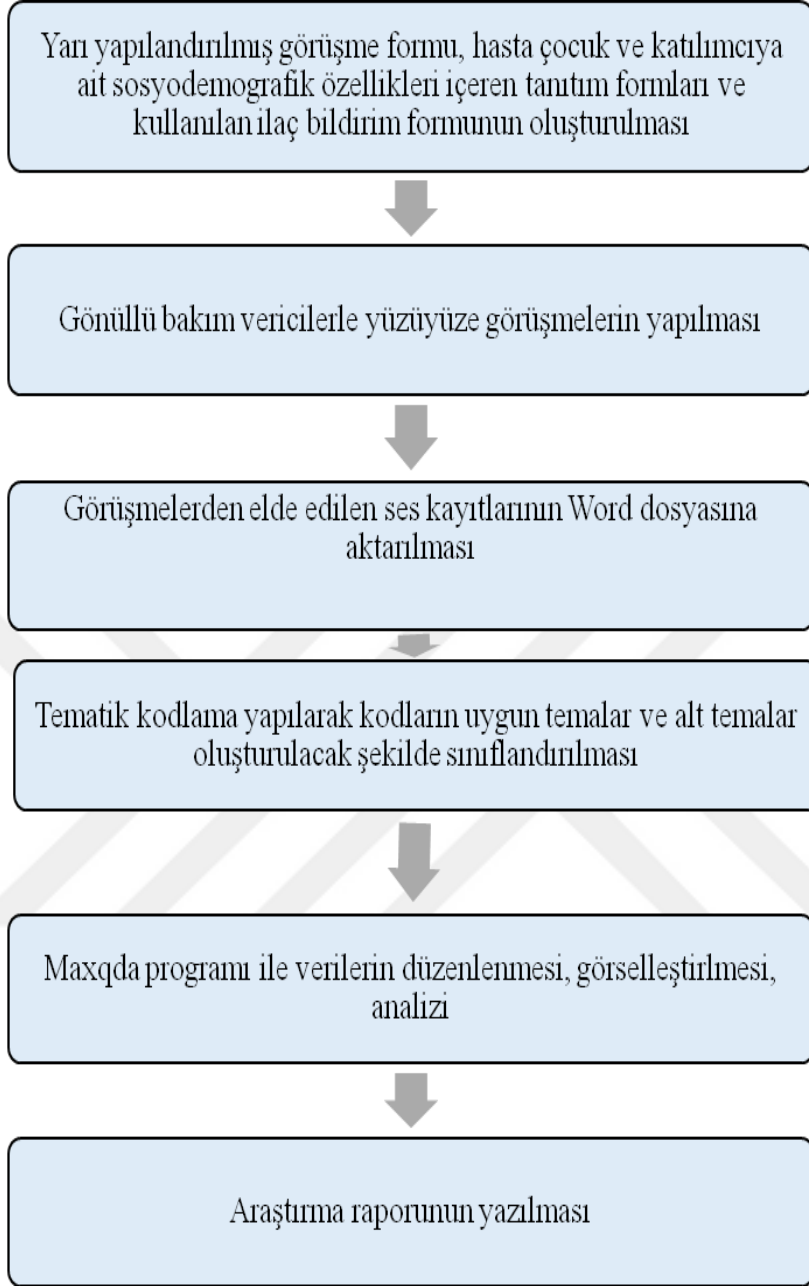 Yarı yapılandırılmış görüşme formu, hasta çocuk ve katılımcıya
ait sosyodemografik özellikleri içeren tanıtım formları ve
kullanılan ilaç bildirim formunun oluşturulması
Gönüllü bakım vericilerle yüzüyüze görüşmelerin yapılması
Görüşmelerden elde edilen ses kayıtlarının Word dosyasına
aktarılması
Tematik kodlama yapılarak kodların uygun temalar ve alt temalar
oluşturulacak şekilde sınıflandırılması
Maxqda programı ile verilerin düzenlenmesi, görselleştirlmesi,
analizi
Araştırma raporunun yazılması